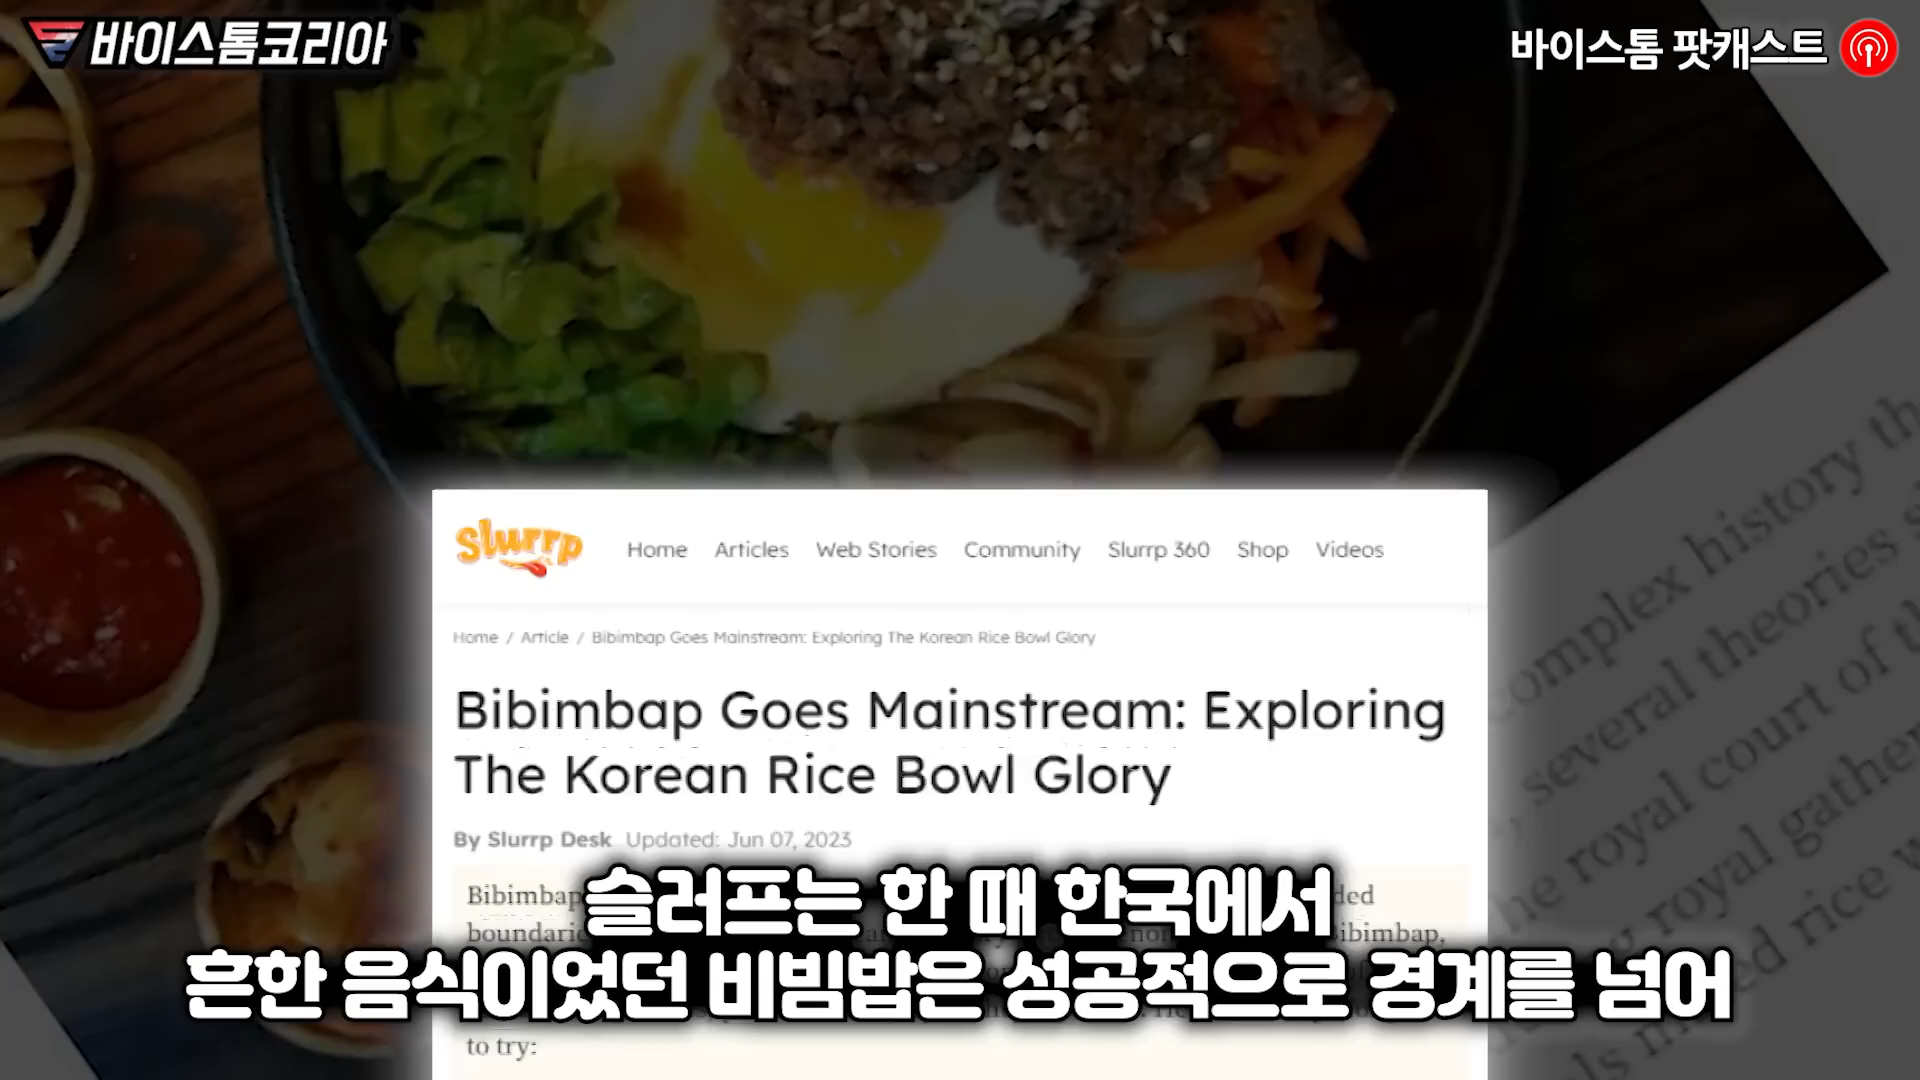 바이스톰코리아
바이스톰 팟캐스트
slurrp
Home Articles Web Stories Community Slurrp 360 Shop Videos
Home / Article / Bibimbap Goes Mainstream: Exploring The Korean Rice Bowl Glory
Bibimbap Goes Mainstream: Exploring
The Korean Rice Bowl Glory
By Slurrp Desk Updated: Jun 07, 2023
Bibimbap
슬러프는 한 때 한국에서
흔한 음식이었던 비빔밥은 성공적으로 경계를 넘어
to try:
complex history
, several theories
royal court of
royal gather
rice